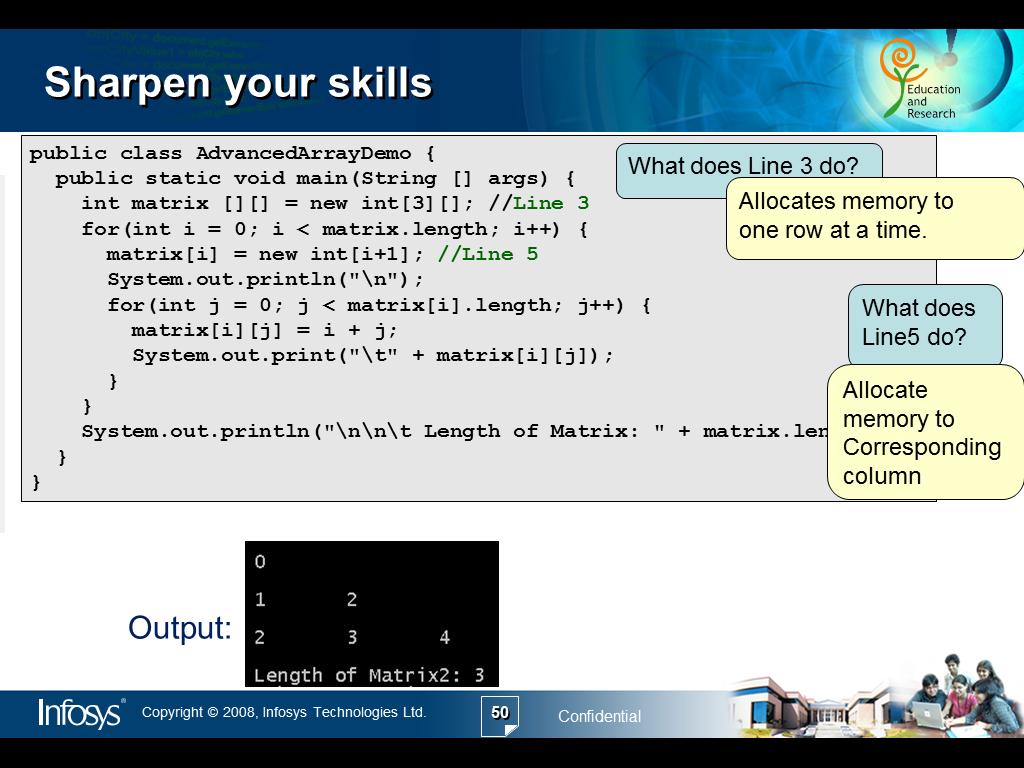 Sharpen your skills
Education
and
Research
public class AdvancedArrayDemo {
public static void main(String [] args) {
int matrix [][] = new int[3][]; //Line 3
for(int i = 0; i < matrix.length; i++) {
matrix[i] = new int[i+1]; //Line 5
System.out.println("\n");
for(int j = 0; j < matrix[i].length; j++) {
matrix[i][j] = i + j;
System.out.print("\t" + matrix[i][j]);
}
}
System.out.println("\n\n\t Length of Matrix: " + matrix.len
}
}
What does Line 3 do?
Allocates memory to
one row at a time.
What does
Line5 do?
Allocate
memory to
Corresponding
column
Output:
0
1 2
2 3 4
Length of Matrix2: 3
Infosys®
Copyright © 2008, Infosys Technologies Ltd.
50
Confidential